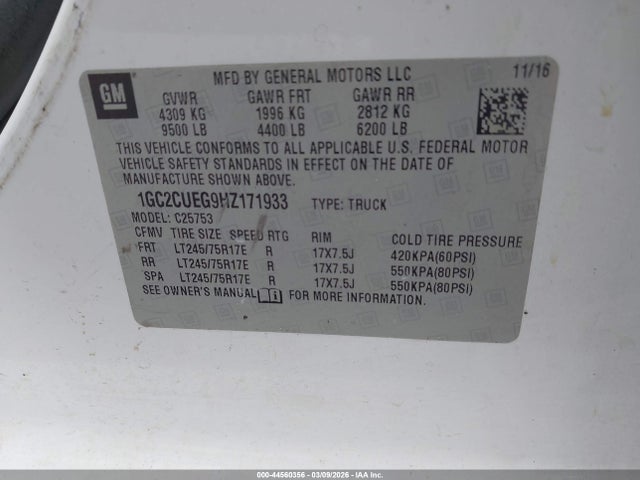 GM
MFD BY GENERAL MOTORS LLC 11/16
GVWR GAWR FRT GAWR RR
4309 KG 1996 KG 2812 KG
9500 LB 4400 LB 6200 LB
THIS VEHICLE CONFORMS TO ALL APPLICABLE U.S. FEDERAL MOTOR
VEHICLE SAFETY STANDARDS IN EFFECT ON THE DATE OF
MANUFACTURE SHOWN ABOVE.
1GC2CUEG9HZ171933 TYPE: TRUCK
MODEL: C25753
CFMV TIRE SIZE SPEED RTG RIM COLD TIRE PRESSURE
FRT LT245/75R17E R 17X7.5J 420KPA(60PSI)
RR LT245/75R17E R 17X7.5J 550KPA(80PSI)
SPA LT245/75R17E R 17X7.5J 550KPA(80PSI)
SEE OWNER'S MANUAL FOR MORE INFORMATION.
000-44560356 - 03/09/2026 - IAA Inc.